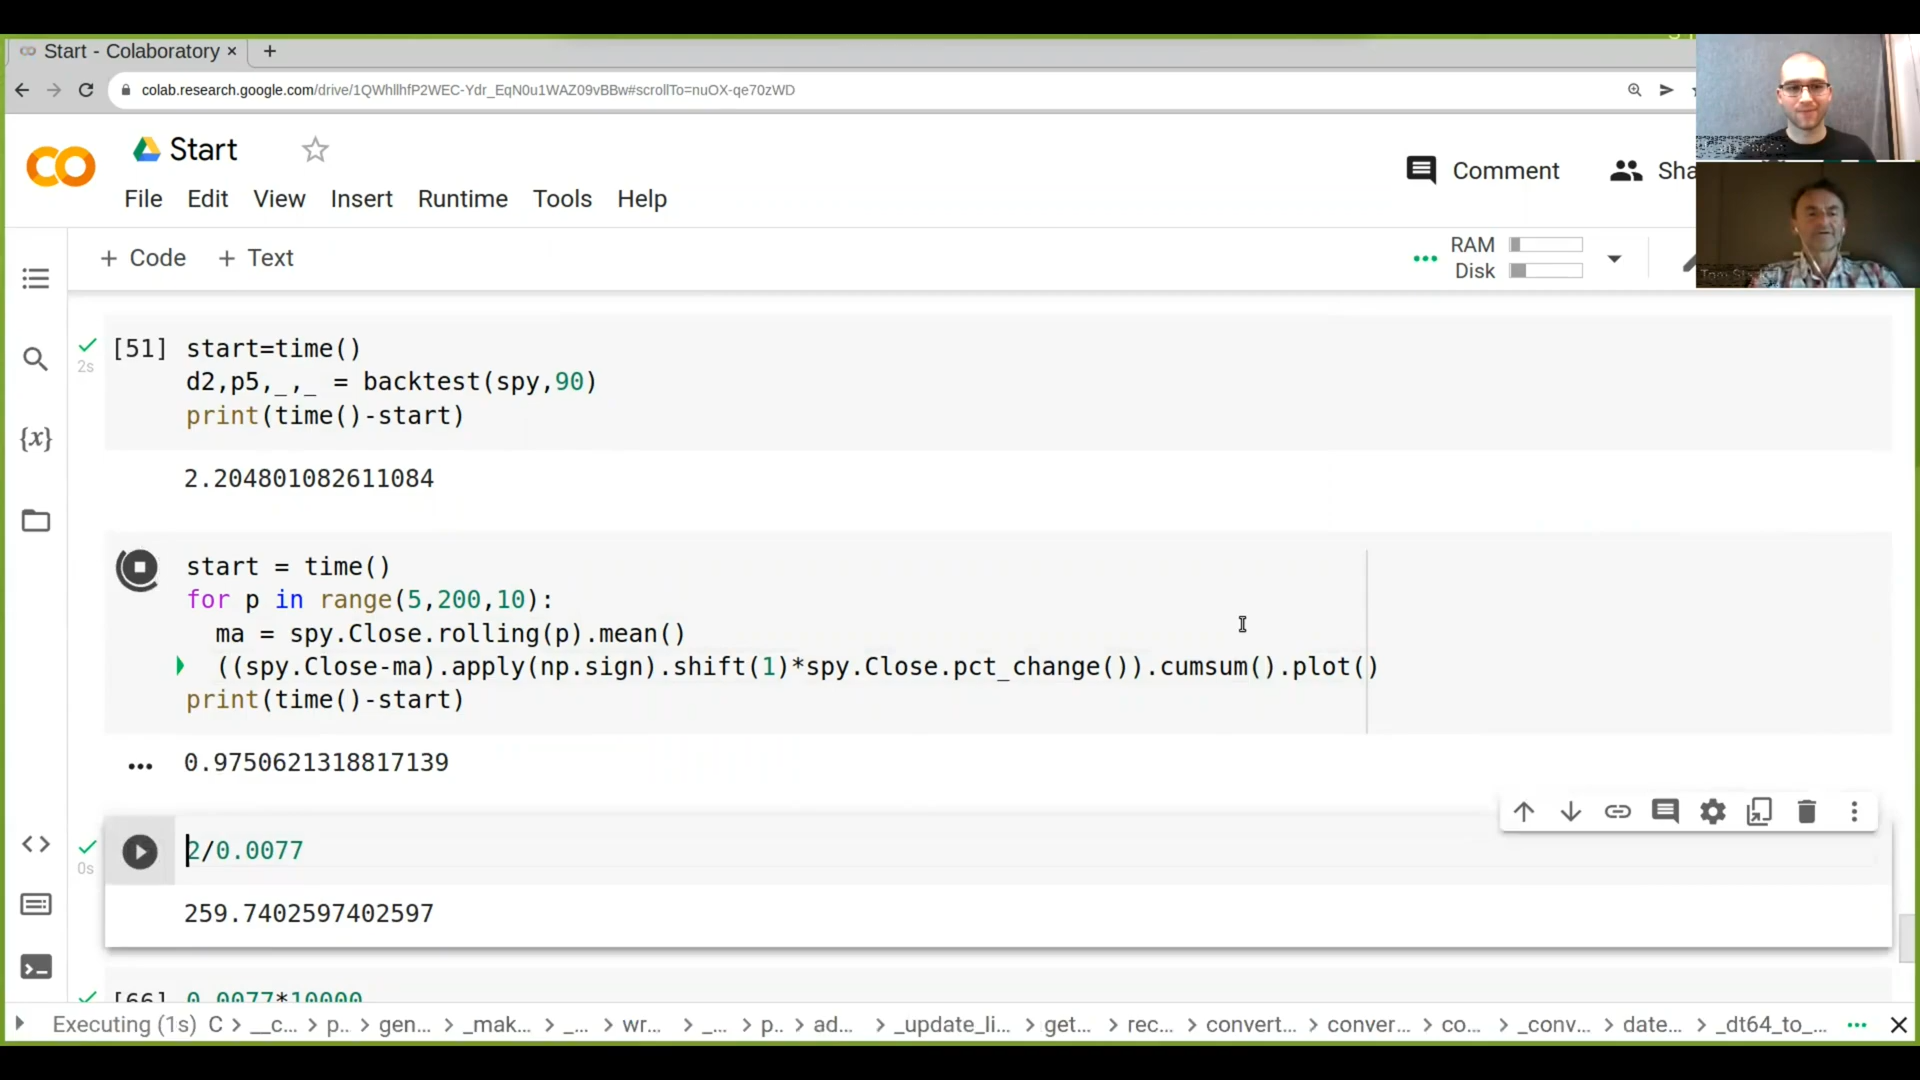 Start - Colaboratory × +
colab.research.google.com/drive/1QWhllhfP2WEC-Ydr_EqN0u1WAZ09vBBw#scrollTo=nuOX-qe70zWD
Start
Comment
File Edit View Insert Runtime Tools Help
+ Code + Text
RAM
Disk
[51] start=time()
2s
d2,p5,_,_ = backtest(spy,90)
print(time()-start)
2.204801082611084
start = time()
for p in range(5,200,10):
ma = spy.Close.rolling(p).mean()
((spy.Close-ma).apply(np.sign).shift(1)*spy.Close.pct_change()).cumsum().plot()
print(time()-start)
0.9750621318817139
2/0.0077
0s
259.7402597402597
[66] 0.0077*10000
Executing (1s) C > __c... > p.. > gen... > _mak... > _... > wr... > _... > p... > ad... > _update_li... > get... > rec... > convert... > conver... > co... > _conv... > date... > _dt64_to_... ···